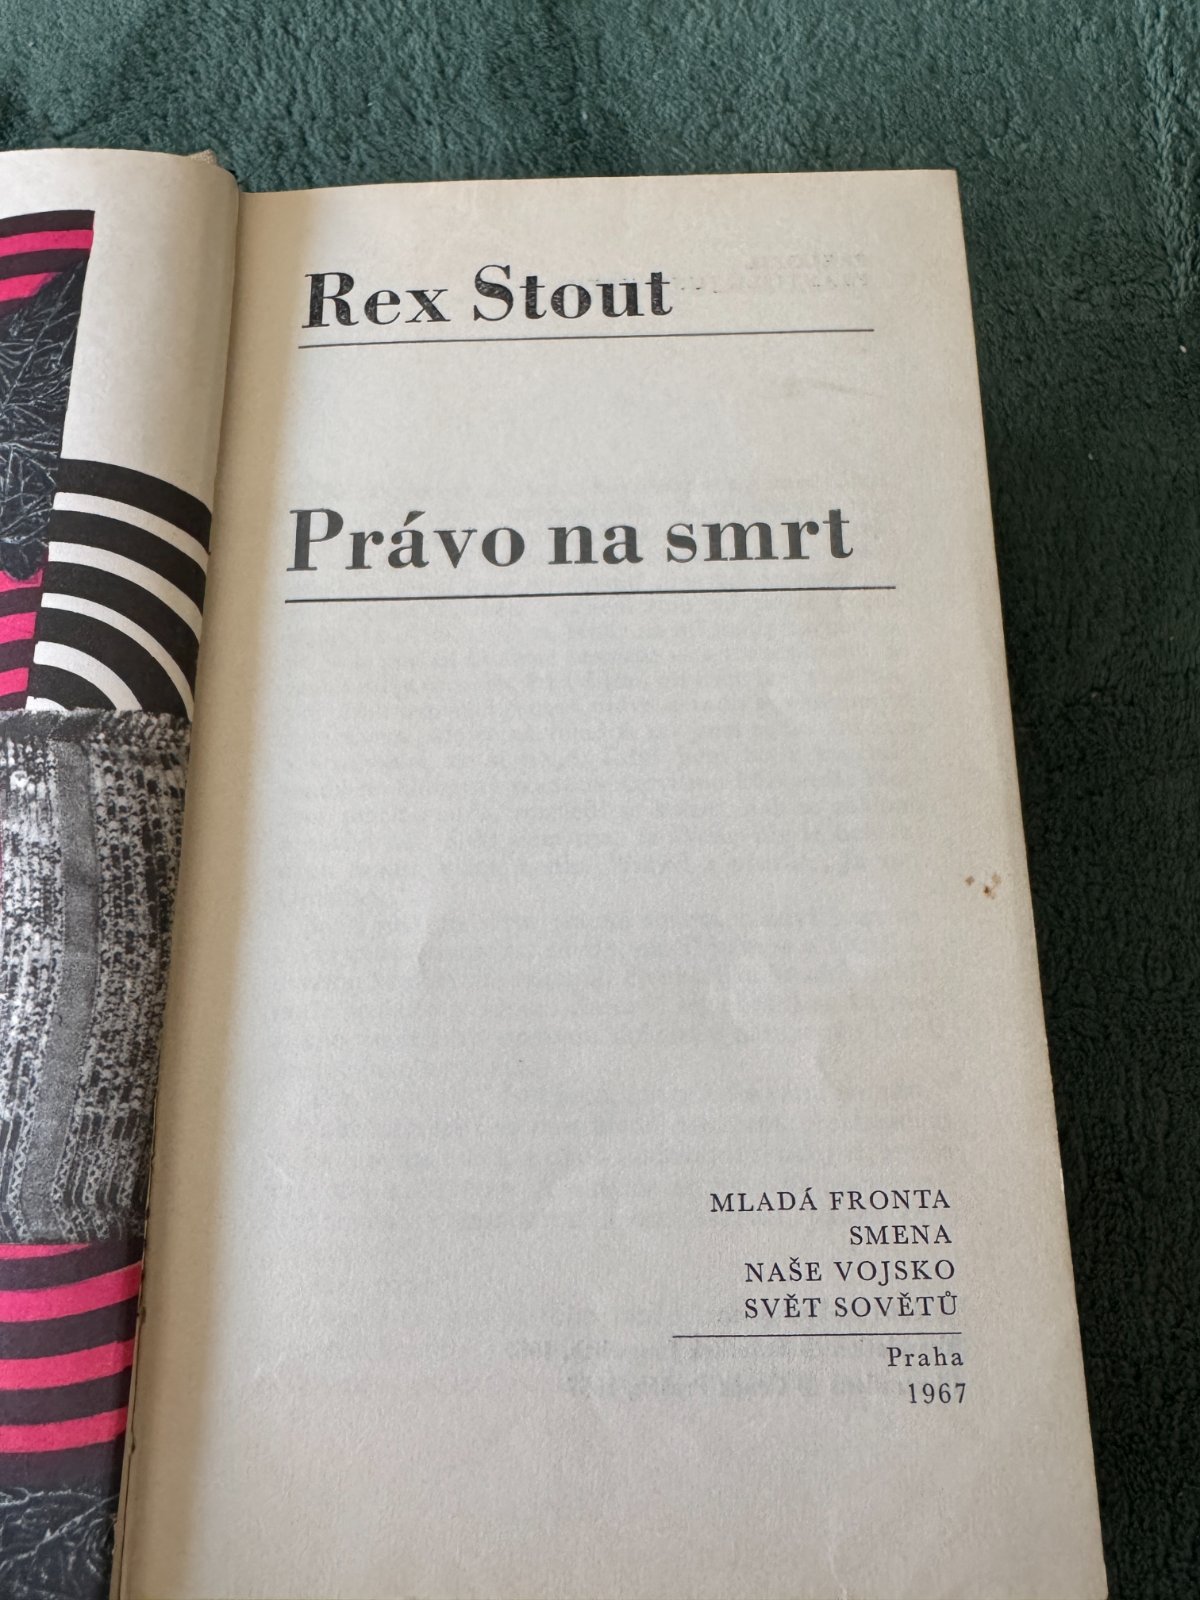 Rex Stout
Právo na smrt
MLADÁ FRONTA
SMENA
NAŠE VOJSKO
SVĚT SOVĚTŮ
Praha
1967